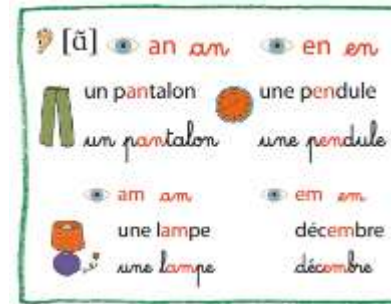 [ɑ̃] an an en en
un pantalon une pendule
un pantalon une pendule
am am em em
une lampe décembre
une lampe décembre